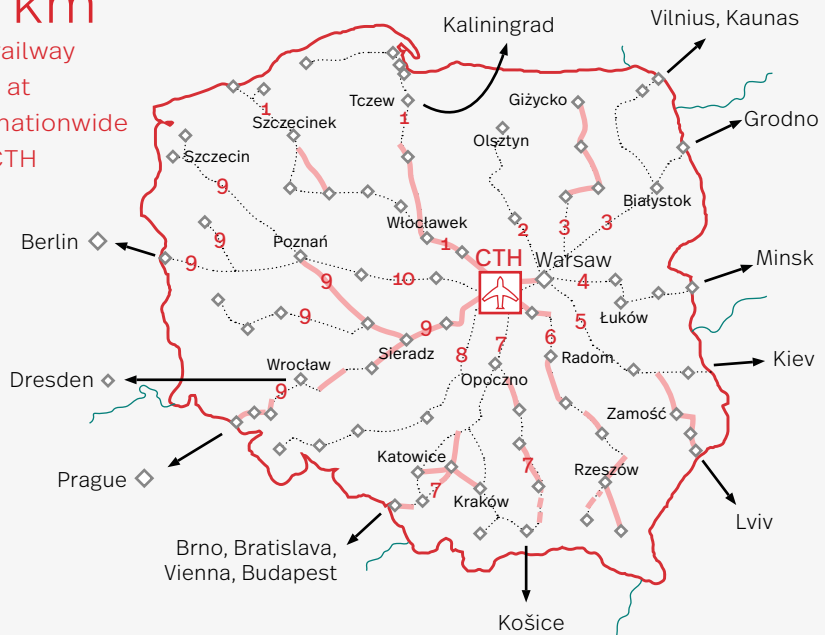 km
railway
at
nationwide
CTH
Kaliningrad
Vilnius, Kaunas
Tczew
1
Giżycko
1
Szczecinek
Grodno
Olsztyn
Szczecin
9
Białystok
Włocławek
2
3
3
Berlin
9
9
Poznań
1
CTH
Warsaw
Minsk
9
10
4
Łuków
9
9
8
7
6
5
Sieradz
Radom
Kiev
Dresden
Wrocław
9
Opoczno
Zamość
Katowice
7
7
Rzeszów
Prague
Kraków
Lviv
Brno, Bratislava,
Vienna, Budapest
Košice